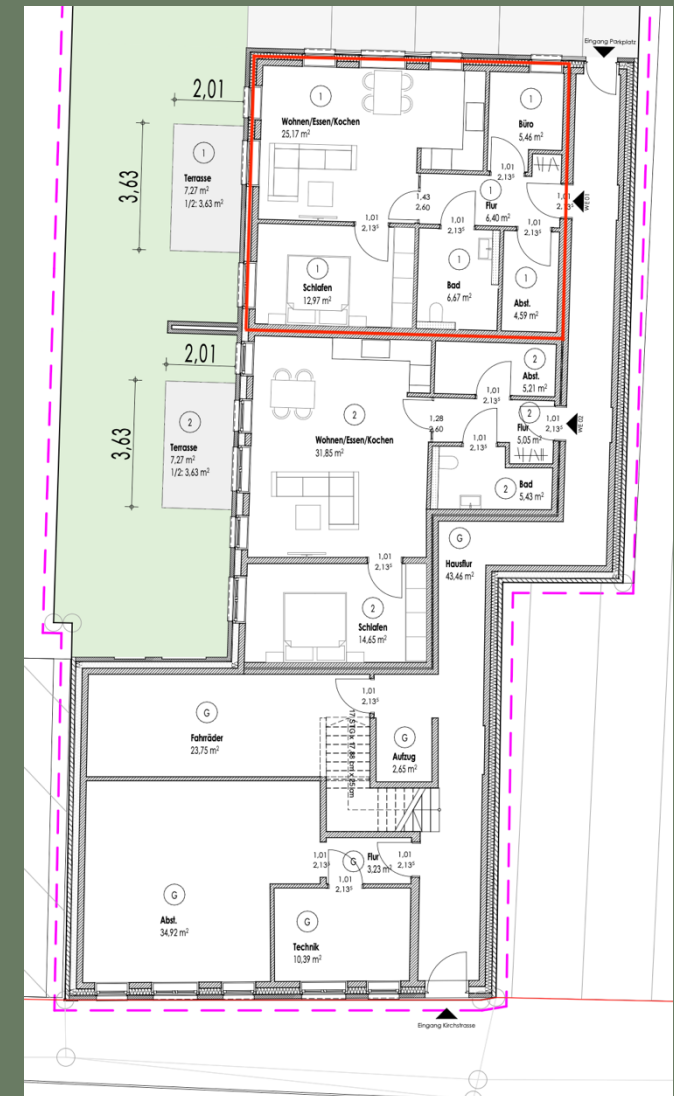 Eingang Parkplatz
2,01
3,63
1
Terrasse
7,27 m²
1/2: 3,63 m²
1
Wohnen/Essen/Kochen
25,17 m²
1
Büro
5,46 m²
1,01
2,13⁵
1,43
2,60
1
Flur
6,40 m²
1,01
2,13⁵
WE 01
1,01
2,13⁵
1,01
2,13⁵
1,01
2,13⁵
1
Schlafen
12,97 m²
1
Bad
6,67 m²
1
Abst.
4,59 m²
2,01
3,63
2
Terrasse
7,27 m²
1/2: 3,63 m²
2
Abst.
5,21 m²
1,01
2,13⁵
2
Wohnen/Essen/Kochen
31,85 m²
1,28
2,60
2
Flur
5,05 m²
1,01
2,13⁵
WE 02
1,01
2,13⁵
2
Bad
5,43 m²
G
Hausflur
43,46 m²
1,01
2,13⁵
2
Schlafen
14,65 m²
1,01
2,13⁵
G
Fahrräder
23,75 m²
G
Aufzug
2,65 m²
1,01
2,13⁵
G
Flur
3,23 m²
1,01
2,13⁵
1,01
2,13⁵
G
Abst.
34,92 m²
G
Technik
10,39 m²
Eingang Kirchstrasse